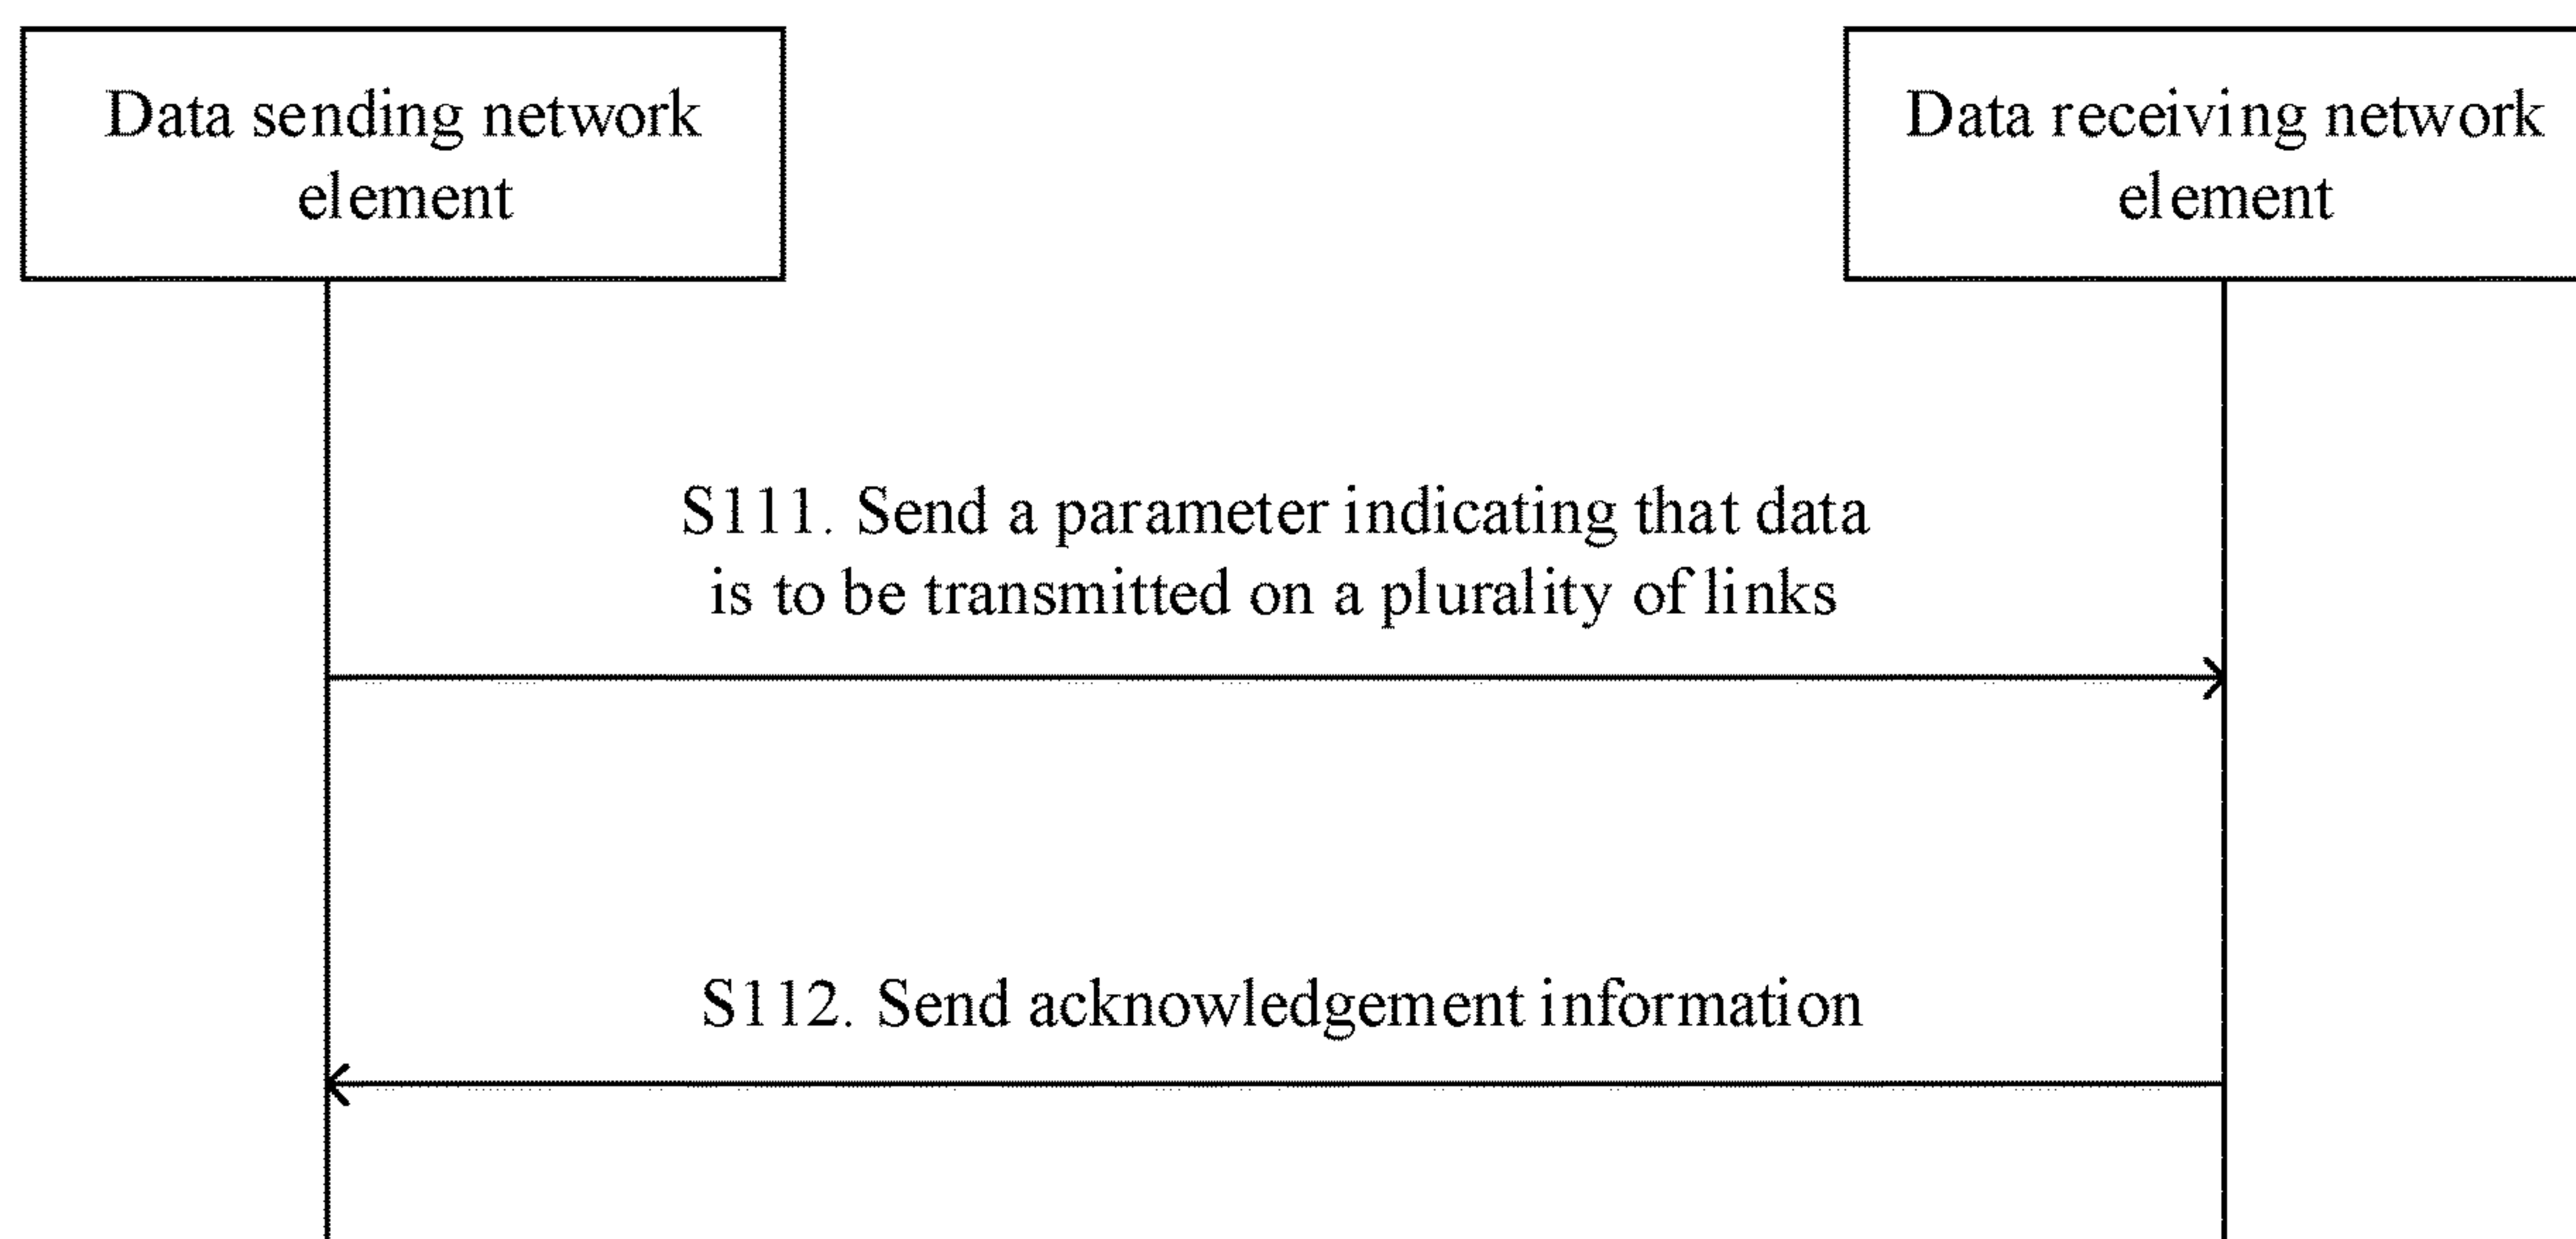 Data sending network
element
Data receiving network
element
S111. Send a parameter indicating that data
is to be transmitted on a plurality of links
S112. Send acknowledgement information